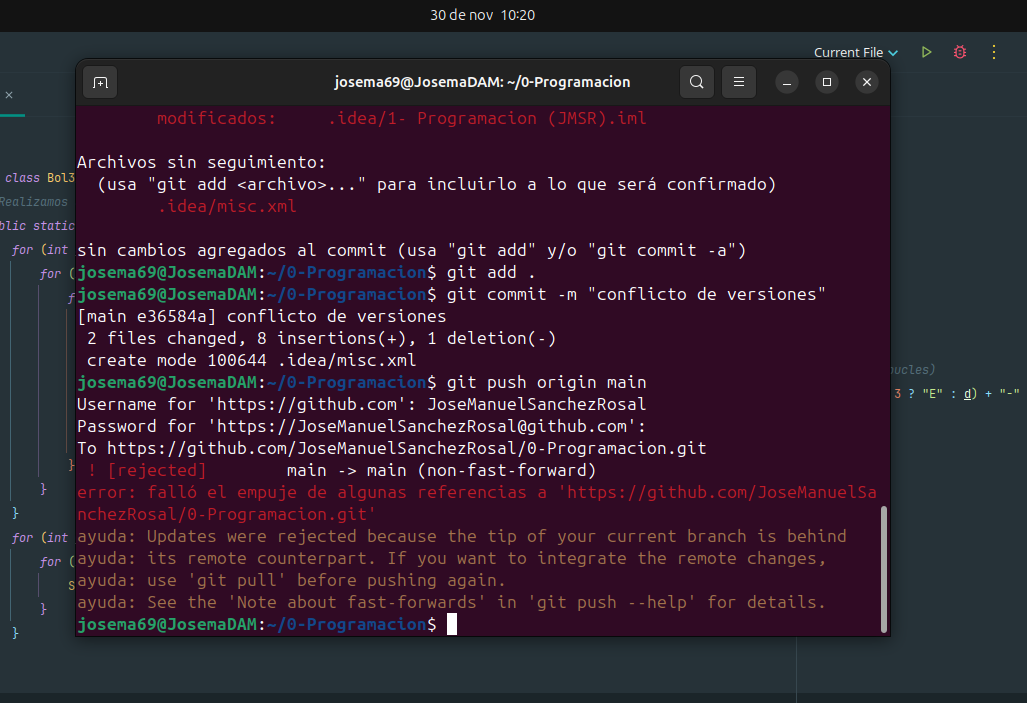 30 de nov 10:20
Current File
josema69@JosemaDAM: ~/0-Programacion
modificados: .idea/1- Programacion (JMSR).iml
Archivos sin seguimiento:
(usa "git add <archivo>..." para incluirlo a lo que será confirmado)
.idea/misc.xml
sin cambios agregados al commit (usa "git add" y/o "git commit -a")
josema69@JosemaDAM:~/0-Programacion$ git add .
josema69@JosemaDAM:~/0-Programacion$ git commit -m "conflicto de versiones"
[main e36584a] conflicto de versiones
2 files changed, 8 insertions(+), 1 deletion(-)
create mode 100644 .idea/misc.xml
josema69@JosemaDAM:~/0-Programacion$ git push origin main
Username for 'https://github.com': JoseManuelSanchezRosal
Password for 'https://JoseManuelSanchezRosal@github.com':
To https://github.com/JoseManuelSanchezRosal/0-Programacion.git
! [rejected] main -> main (non-fast-forward)
error: falló el empuje de algunas referencias a 'https://github.com/JoseManuelSa
nchezRosal/0-Programacion.git'
ayuda: Updates were rejected because the tip of your current branch is behind
ayuda: its remote counterpart. If you want to integrate the remote changes,
ayuda: use 'git pull' before pushing again.
ayuda: See the 'Note about fast-forwards' in 'git push --help' for details.
josema69@JosemaDAM:~/0-Programacion$
class Bol3
Realizamos
blic static
for (int
for (
f
}
}
}
for (int
for (
S
}
}
ucles)
3 ? "E" : d) + "-"